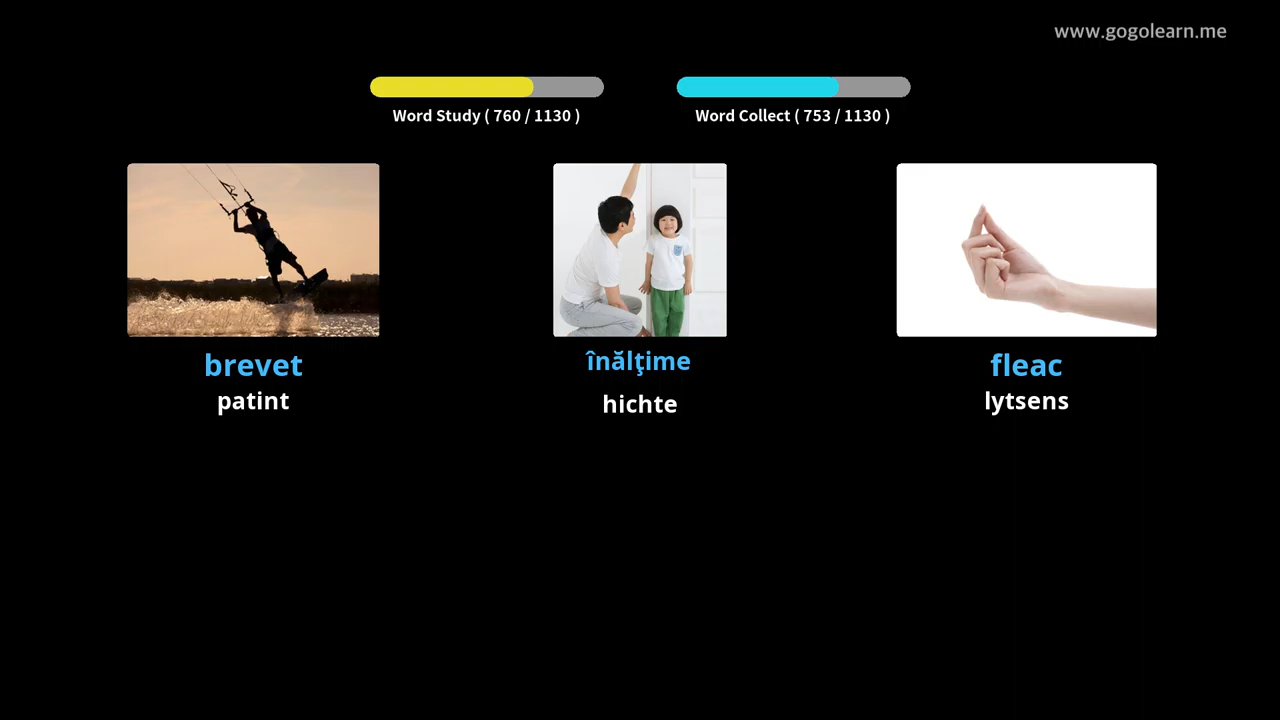 www.gogolearn.me
Word Study ( 760 / 1130 )
Word Collect ( 753 / 1130 )
brevet
patint
înălţime
hichte
fleac
lytsens